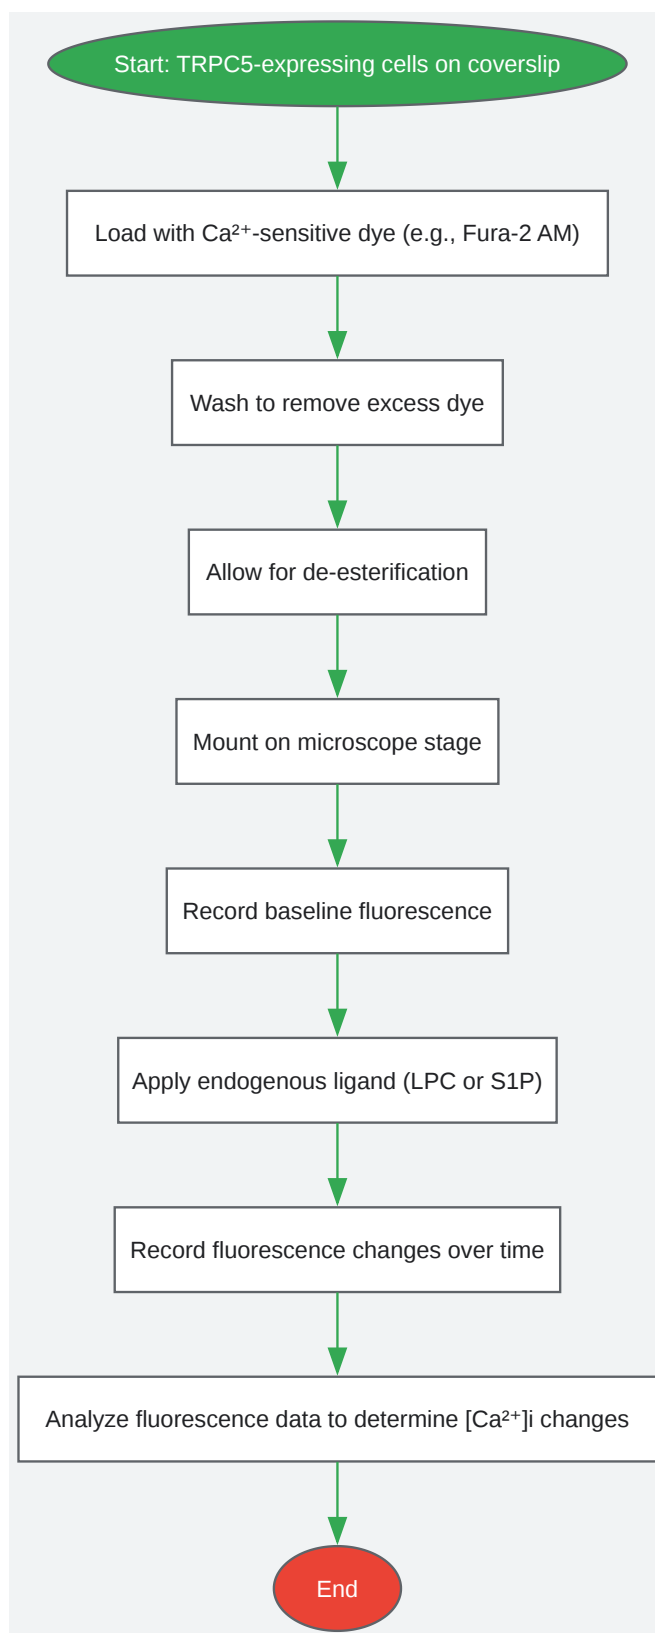 Start: TRPC5-expressing cells on coverslip
Load with Ca²⁺-sensitive dye (e.g., Fura-2 AM)
Wash to remove excess dye
Allow for de-esterification
Mount on microscope stage
Record baseline fluorescence
Apply endogenous ligand (LPC or S1P)
Record fluorescence changes over time
Analyze fluorescence data to determine [Ca²⁺]i changes
End